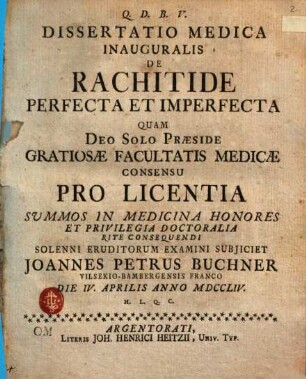 2
Q. D. B. V.
DISSERTATIO MEDICA
INAUGURALIS
DE
RACHITIDE
PERFECTA ET IMPERFECTA
QUAM
DEO SOLO PRÆSIDE
GRATIOSÆ FACULTATIS MEDICÆ
CONSENSU
PRO LICENTIA
SUMMOS IN MEDICINA HONORES
ET PRIVILEGIA DOCTORALIA
RITE CONSEQUENDI
SOLENNI ERUDITORUM EXAMINI SUBJICIET
JOANNES PETRUS BUCHNER
VILSEKIO-BAMBERGENSIS FRANCO
DIE IV. APRILIS ANNO MDCCLIV.
H. L. Q. C.
OM
ARGENTORATI,
LITERIS JOH. HENRICI HEITZII, UNIV. TYP.